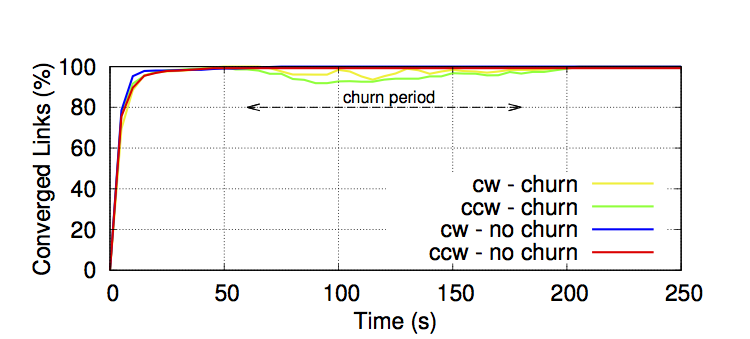 Converged Links (%)
100
80
60
40
20
0
churn period
cw - churn
ccw - churn
cw - no churn
ccw - no churn
0 50 100 150 200 250
Time (s)